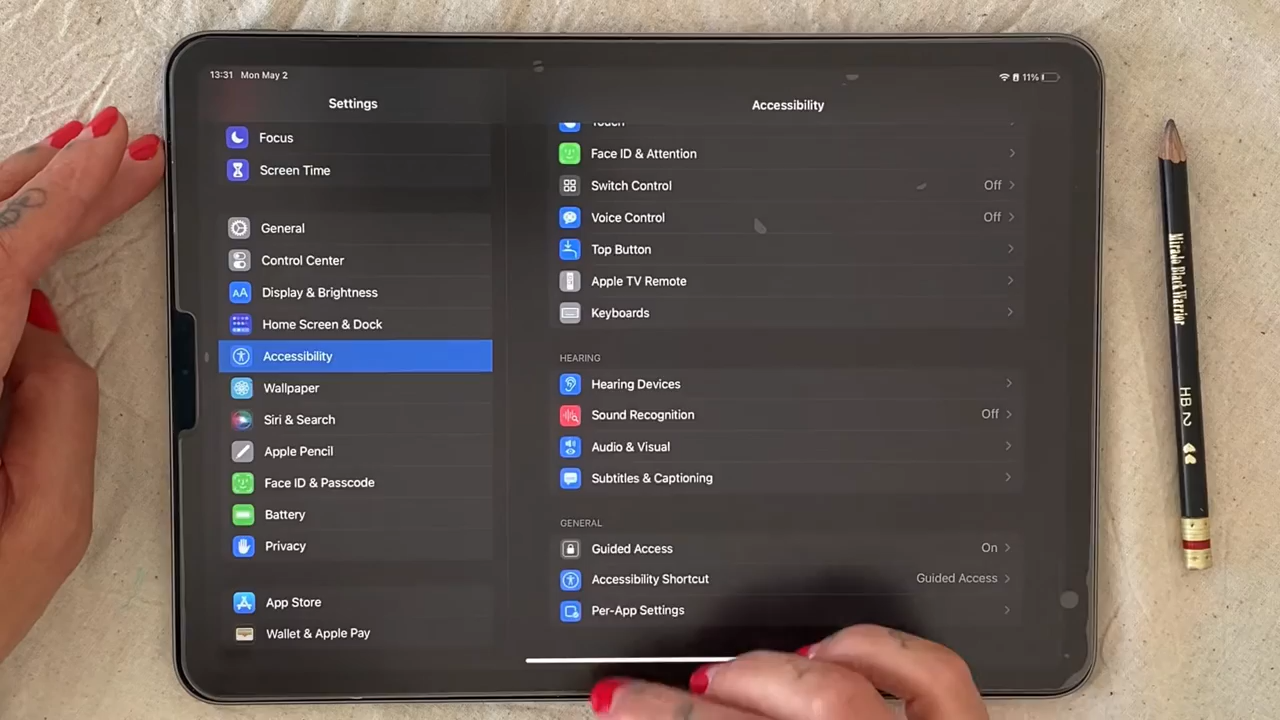 13:31 Mon May 2
11%
Settings
Focus
Screen Time
General
Control Center
Display & Brightness
Home Screen & Dock
Accessibility
Wallpaper
Siri & Search
Apple Pencil
Face ID & Passcode
Battery
Privacy
App Store
Wallet & Apple Pay
Accessibility
Touch
Face ID & Attention
Switch Control Off
Voice Control Off
Top Button
Apple TV Remote
Keyboards
HEARING
Hearing Devices
Sound Recognition Off
Audio & Visual
Subtitles & Captioning
GENERAL
Guided Access On
Accessibility Shortcut Guided Access
Per-App Settings
Mirado Black Warrior HB 2